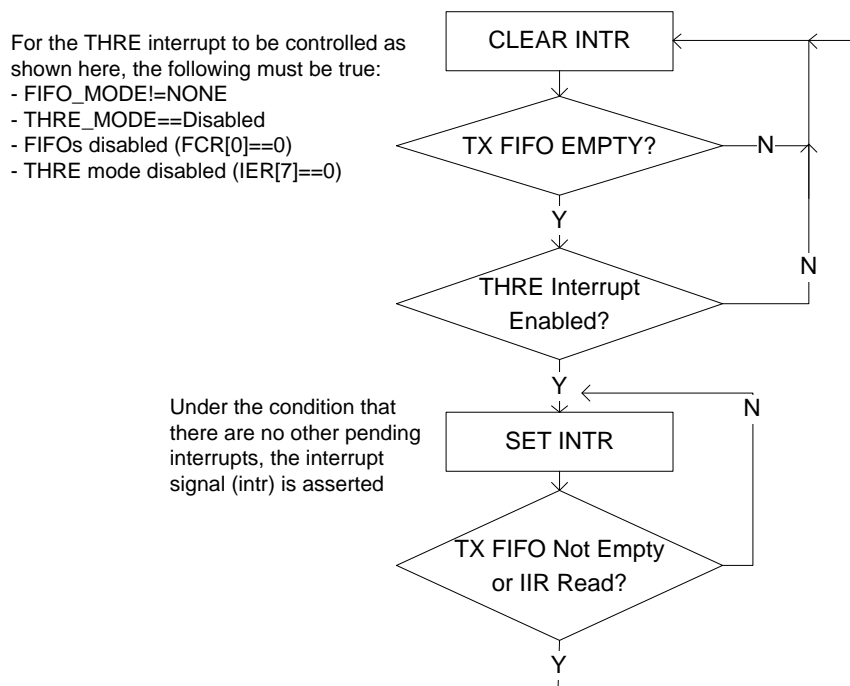 For the THRE interrupt to be controlled as
shown here, the following must be true:
- FIFO_MODE!=NONE
- THRE_MODE==Disabled
- FIFOs disabled (FCR[0]==0)
- THRE mode disabled (IER[7]==0)
CLEAR INTR
TX FIFO EMPTY?
N
Y
N
THRE Interrupt
Enabled?
Y
N
Under the condition that
there are no other pending
interrupts, the interrupt
signal (intr) is asserted
SET INTR
TX FIFO Not Empty
or IIR Read?
Y